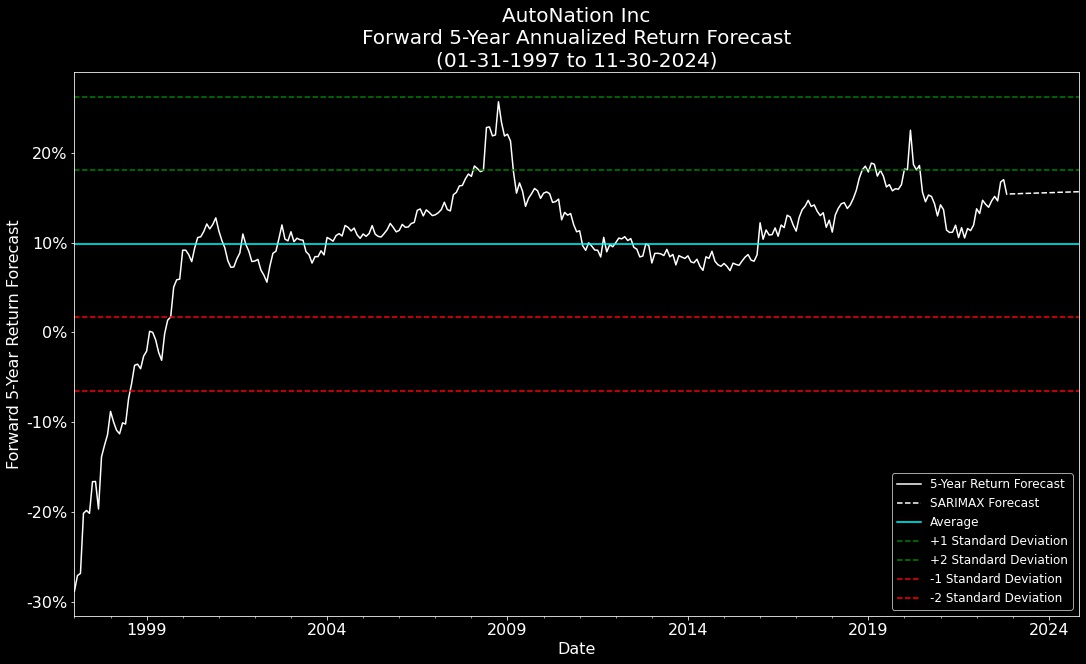 AutoNation Inc
Forward 5-Year Annualized Return Forecast
(01-31-1997 to 11-30-2024)
Forward 5-Year Return Forecast
20%
10%
0%
-10%
-20%
-30%
1999
2004
2009
2014
2019
2024
Date
5-Year Return Forecast
SARIMAX Forecast
Average
+1 Standard Deviation
+2 Standard Deviation
-1 Standard Deviation
-2 Standard Deviation